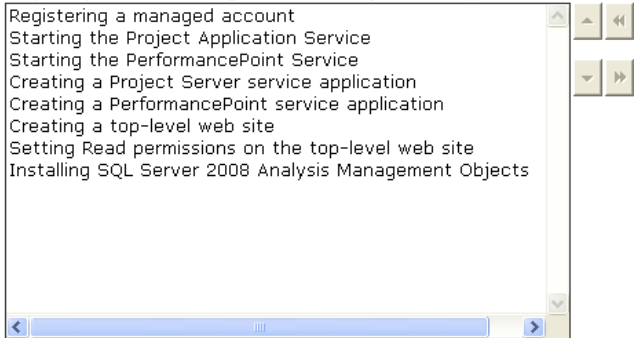 Registering a managed account
Starting the Project Application Service
Starting the PerformancePoint Service
Creating a Project Server service application
Creating a PerformancePoint service application
Creating a top-level web site
Setting Read permissions on the top-level web site
Installing SQL Server 2008 Analysis Management Objects